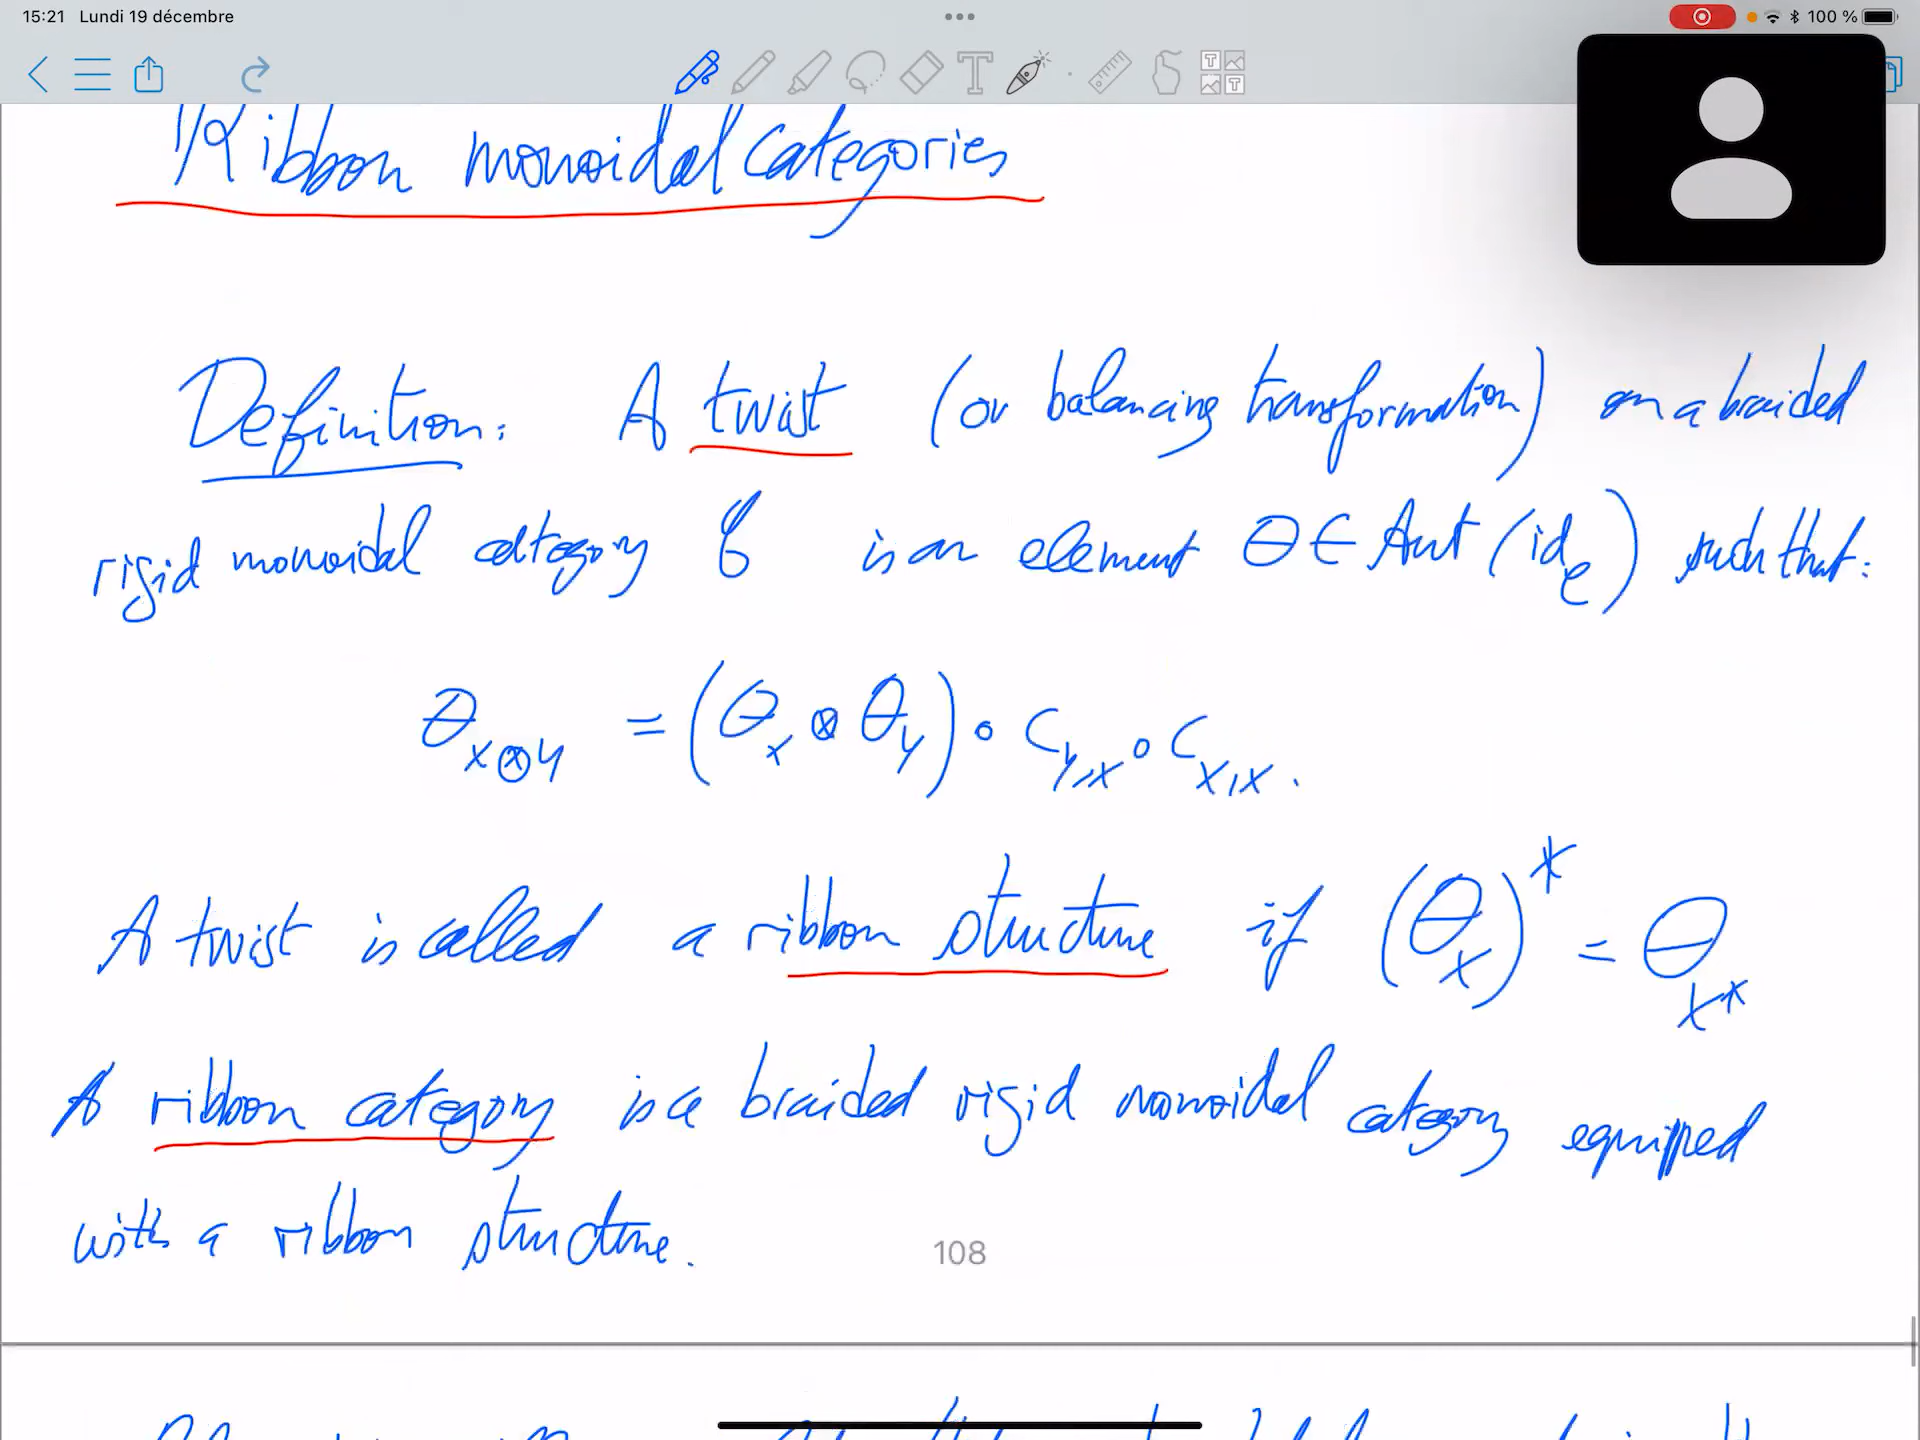 15:21 Lundi 19 décembre
100 %
Ribbon monoidal categories
Definition: A twist (or balancing transformation) on a braided
rigid monoidal category 𝒞 is an element θ ∈ Aut(id_𝒞) such that:
θ_{X⊗Y} = (θ_X ⊗ θ_Y) ∘ C_{Y,X} ∘ C_{X,X}.
A twist is called a ribbon structure if (θ_X)^* = θ_{X^*}
A ribbon category is a braided rigid monoidal category equipped
with a ribbon structure.
108